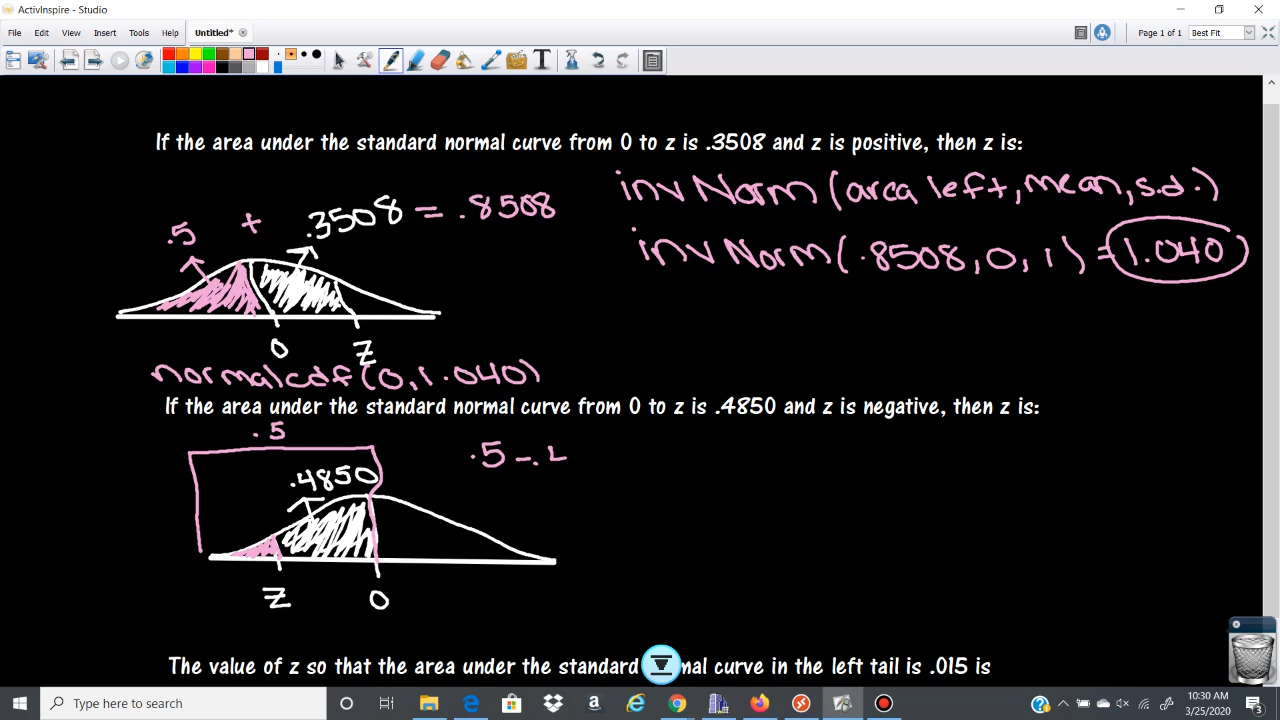 ActivInspire - Studio
File Edit View Insert Tools Help Untitled* Page 1 of 1 Best Fit
If the area under the standard normal curve from 0 to z is .3508 and z is positive, then z is:
invNorm(area left, mean, s.d.)
.5 + .3508 = .8508
invNorm(.8508, 0, 1) = 1.040
0 Z
normalcdf(0, 1.040)
If the area under the standard normal curve from 0 to z is .4850 and z is negative, then z is:
.5
.5 - .4
.4850
Z 0
The value of z so that the area under the standard mal curve in the left tail is .015 is
Type here to search
10:30 AM
3/25/2020
3